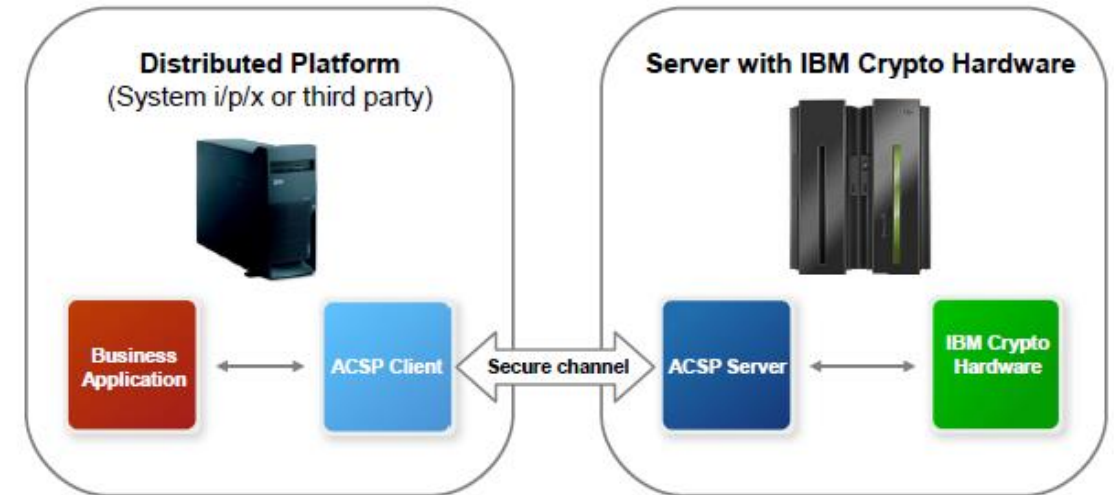 Distributed Platform
(System i/p/x or third party)
Server with IBM Crypto Hardware
Business
Application
ACSP Client
Secure channel
ACSP Server
IBM Crypto
Hardware